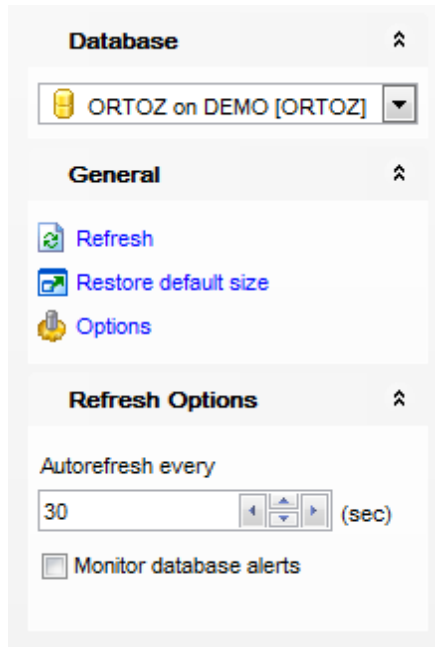 Database
ORTOZ on DEMO [ORTOZ]
General
Refresh
Restore default size
Options
Refresh Options
Autorefresh every
30 (sec)
Monitor database alerts